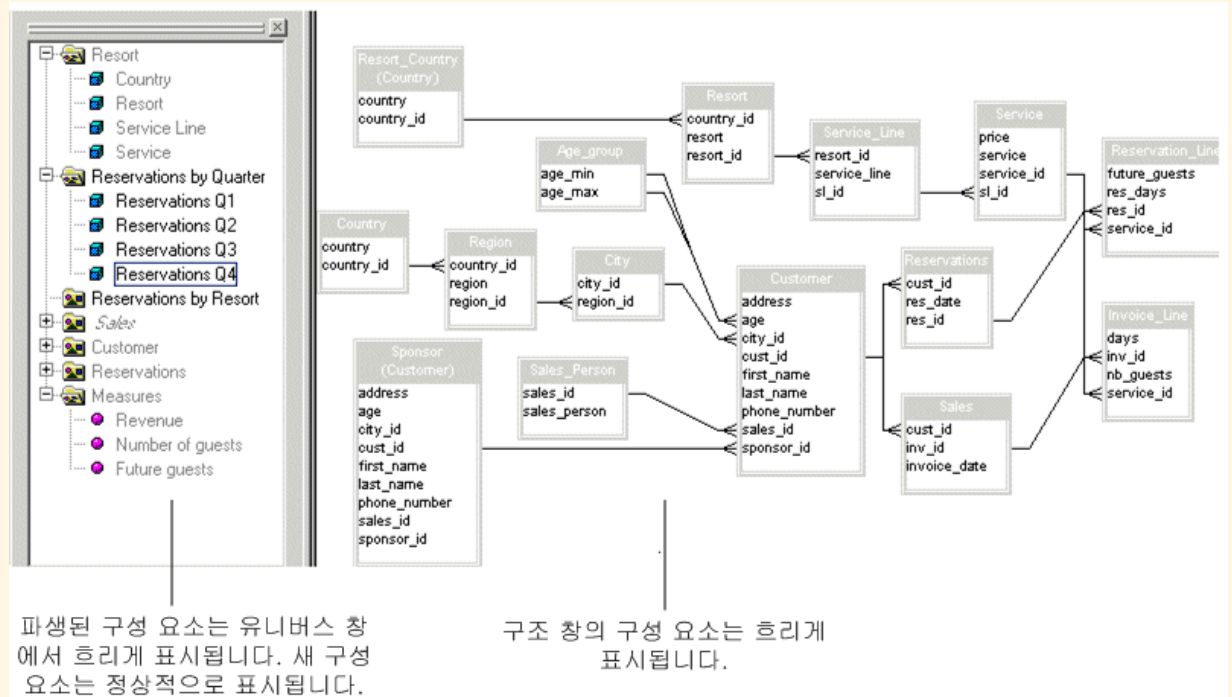 Resort
Country
Resort
Service Line
Service
Reservations by Quarter
Reservations Q1
Reservations Q2
Reservations Q3
Reservations Q4
Reservations by Resort
Sales
Customer
Reservations
Measures
Revenue
Number of guests
Future guests
Resort_Country
(Country)
country
country_id
Resort
country_id
resort
resort_id
Service_Line
resort_id
service_line
sl_id
Service
price
service
service_id
sl_id
Reservation_Line
future_guests
res_days
res_id
service_id
Age_group
age_min
age_max
Country
country
country_id
Region
country_id
region
region_id
City
city_id
region_id
Customer
address
age
city_id
cust_id
first_name
last_name
phone_number
sales_id
sponsor_id
Reservations
cust_id
res_date
res_id
Invoice_Line
days
inv_id
nb_guests
service_id
Sponsor
(Customer)
address
age
city_id
cust_id
first_name
last_name
phone_number
sales_id
sponsor_id
Sales_Person
sales_id
sales_person
Sales
cust_id
inv_id
invoice_date
파생된 구성 요소는 유니버스 창
에서 흐리게 표시됩니다. 새 구성
요소는 정상적으로 표시됩니다.
구조 창의 구성 요소는 흐리게
표시됩니다.